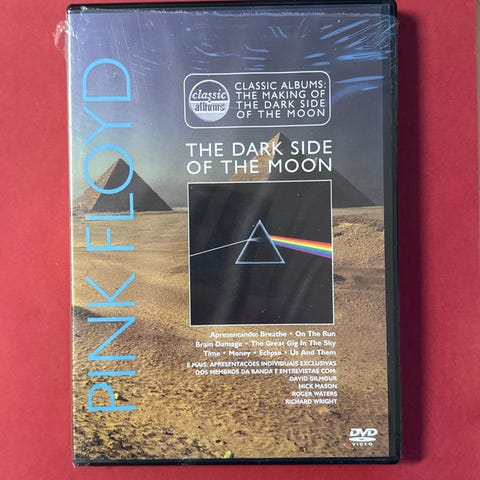 PINK FLOYD
classic
albums
CLASSIC ALBUMS:
THE MAKING OF
THE DARK SIDE
OF THE MOON
THE DARK SIDE
OF THE MOON
Apresentando: Breathe • On The Run
Brain Damage • The Great Gig In The Sky
Time • Money • Eclipse • Us And Them
E MAIS: APRESENTAÇÕES INDIVIDUAIS EXCLUSIVAS
DOS MEMBROS DA BANDA E ENTREVISTAS COM:
DAVID GILMOUR
NICK MASON
ROGER WATERS
RICHARD WRIGHT
DVD
VIDEO